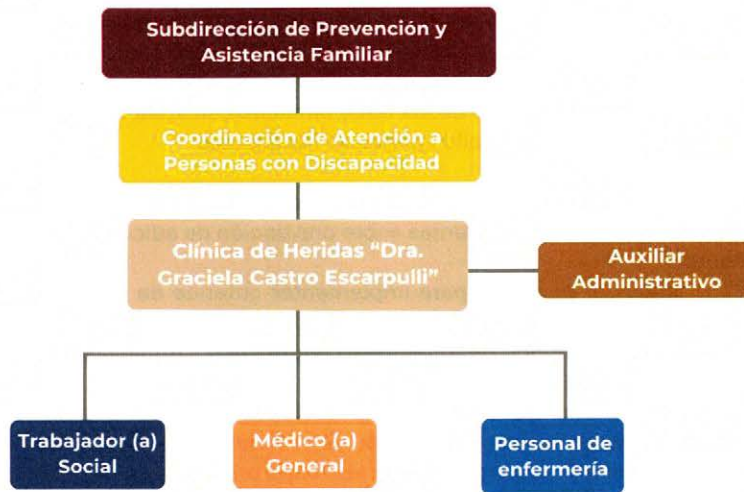 Subdirección de Prevención y
Asistencia Familiar
Coordinación de Atención a
Personas con Discapacidad
Clínica de Heridas “Dra.
Graciela Castro Escarpulli”
Auxiliar
Administrativo
Trabajador (a)
Social
Médico (a)
General
Personal de
enfermería